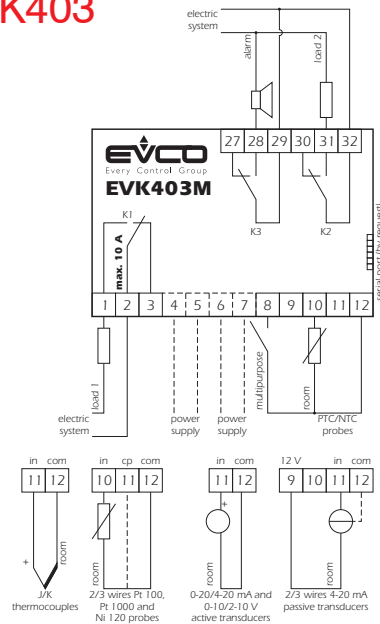 K403
electric
system
alarm
load 2
27 28 29 30 31 32
EVCO
Every Control Group
EVK403M
K1
K3
K2
max. 10 A
serial port (by request)
1 2 3 4 5 6 7 8 9 10 11 12
load 1
multipurpose
room
electric
system
power
supply
power
supply
PTC/NTC
probes
in com
11 12
+
room
J/K
thermocouples
in cp com
10 11 12
room
2/3 wires Pt 100,
Pt 1000 and
Ni 120 probes
in com
11 12
+
room
0-20/4-20 mA and
0-10/2-10 V
active transducers
12 V in com
9 10 11 12
room
2/3 wires 4-20 mA
passive transducers